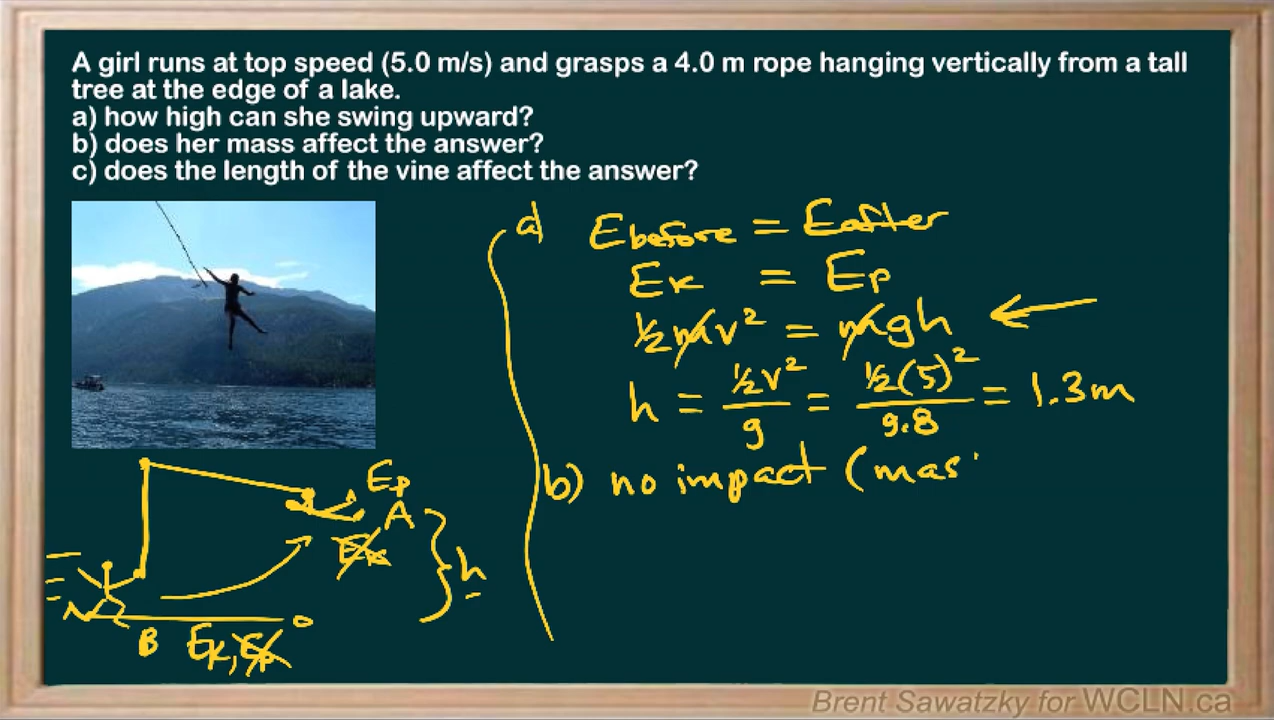 A girl runs at top speed (5.0 m/s) and grasps a 4.0 m rope hanging vertically from a tall
tree at the edge of a lake.
a) how high can she swing upward?
b) does her mass affect the answer?
c) does the length of the vine affect the answer?
a) Ebefore = Eafter
Ek = Ep
½mv² = mgh
h = ½v²/g = ½(5)²/9.8 = 1.3m
b) no impact (mas
Ep
A
Ek
h
B Ek, Ep
o
Brent Sawatzky for WCLN.ca